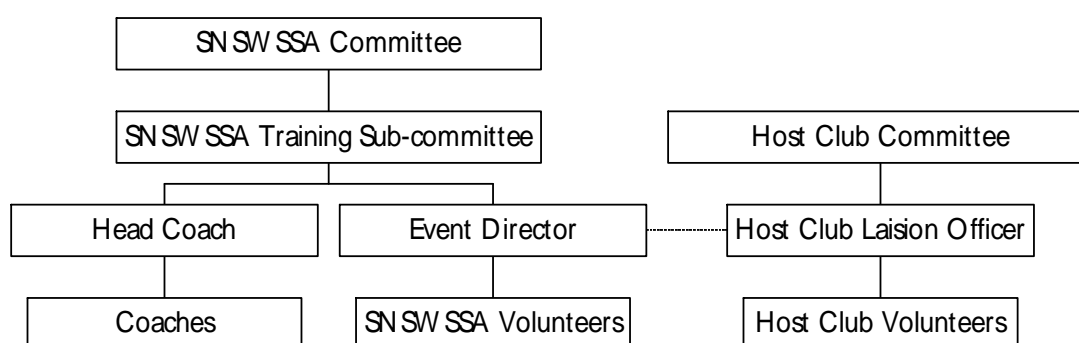 SNSWSSA Committee
SNSWSSA Training Sub-committee
Host Club Committee
Head Coach
Event Director
Host Club Laision Officer
Coaches
SNSWSSA Volunteers
Host Club Volunteers